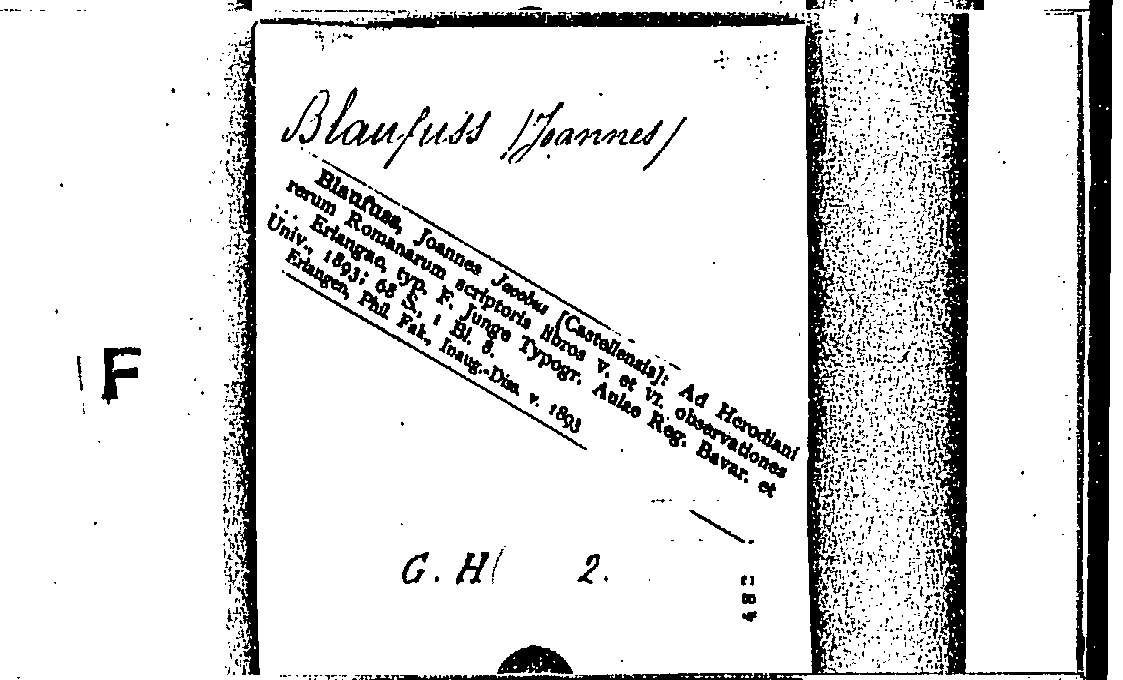 Blaufuss (Joannes)
Blaufuss, Joannes Jacobus [Castellensis]: Ad Herodiani
rerum Romanarum scriptoris libros v. et vi. observationes
... Erlangae, typ. F. Junge Typogr. Aulae Reg. Bavar. et
Univ., 1893; 68 S., 1 Bl. 8.
Erlangen, Phil. Fak., Inaug.-Diss. v. 1893
F
G. H( 2.